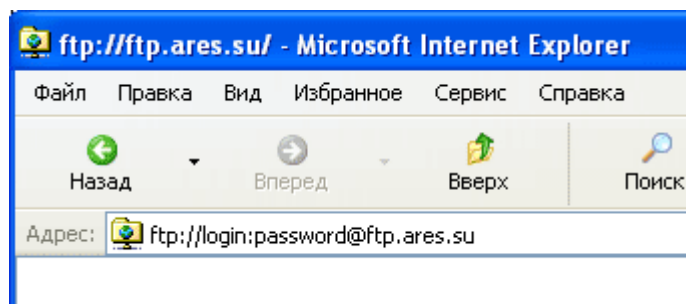 ftp://ftp.ares.su/ - Microsoft Internet Explorer
Файл Правка Вид Избранное Сервис Справка
Назад Вперед Вверх Поиск
Адрес: ftp://login:password@ftp.ares.su